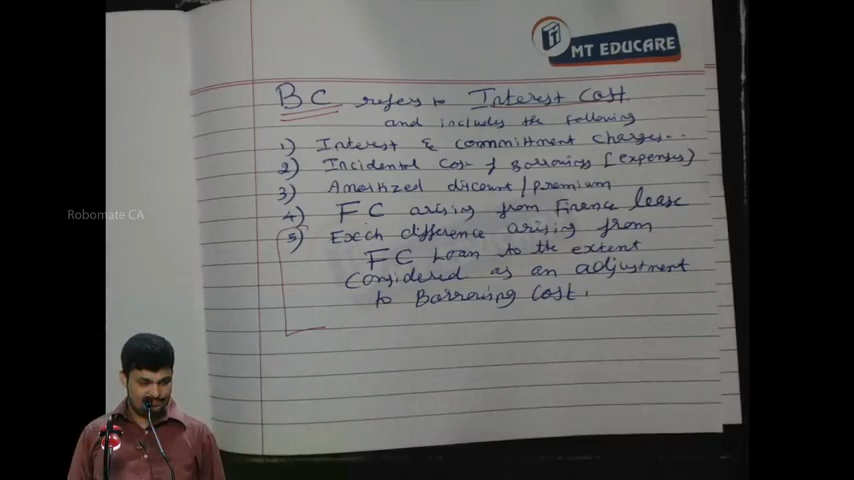 MT EDUCARE
BC refers to Interest Cost
and includes the following
1) Interest & committment charges..
2) Incidental Cost of Borrowings [expenses]
3) Amortized discount/premium
4) FC arising from Finence lease
5) Exch difference arising from
FC Loan to the extent
Considered as an adjustment
to Borrowing Cost.
Robomate CA